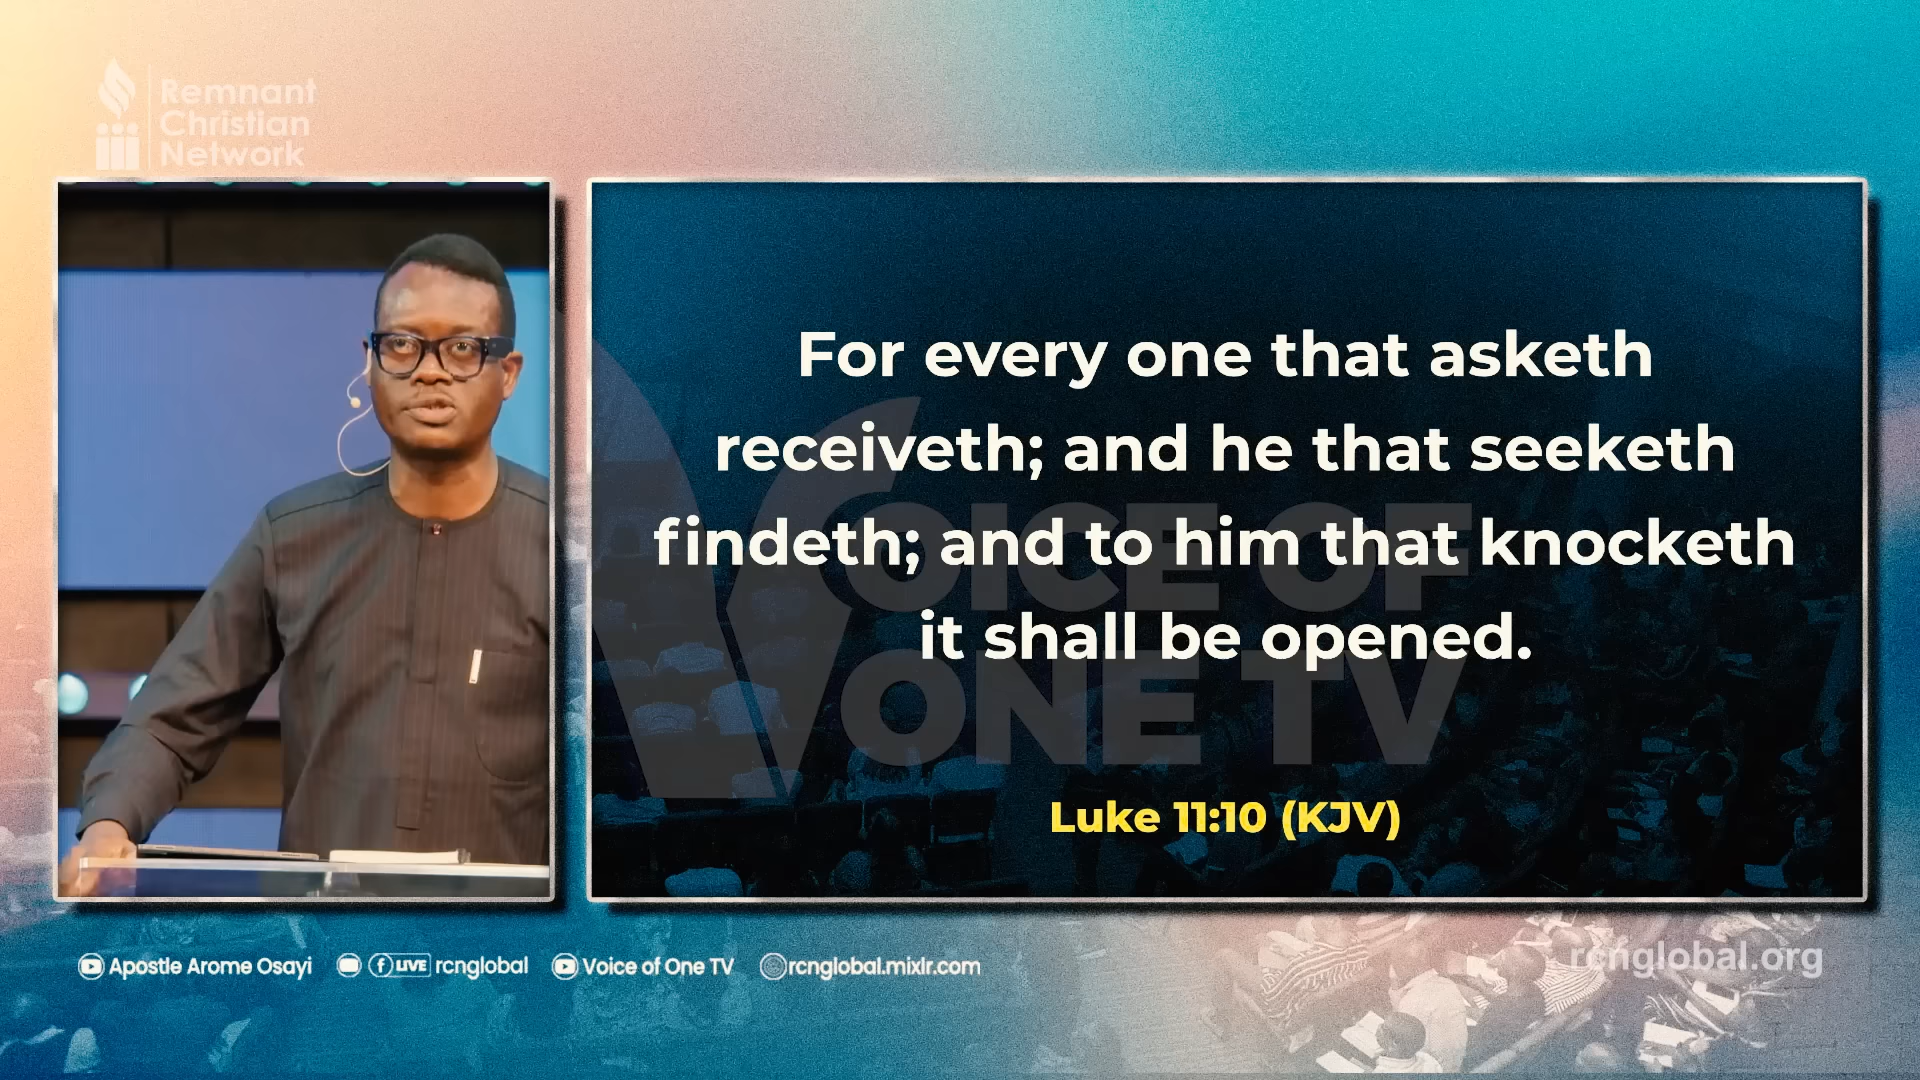 Remnant
Christian
Network
For every one that asketh
receiveth; and he that seeketh
findeth; and to him that knocketh
it shall be opened.
VOICE OF
ONE TV
Luke 11:10 (KJV)
Apostle Arome Osayi
LIVE rcnglobal
Voice of One TV
rcnglobal.mixlr.com
rcnglobal.org